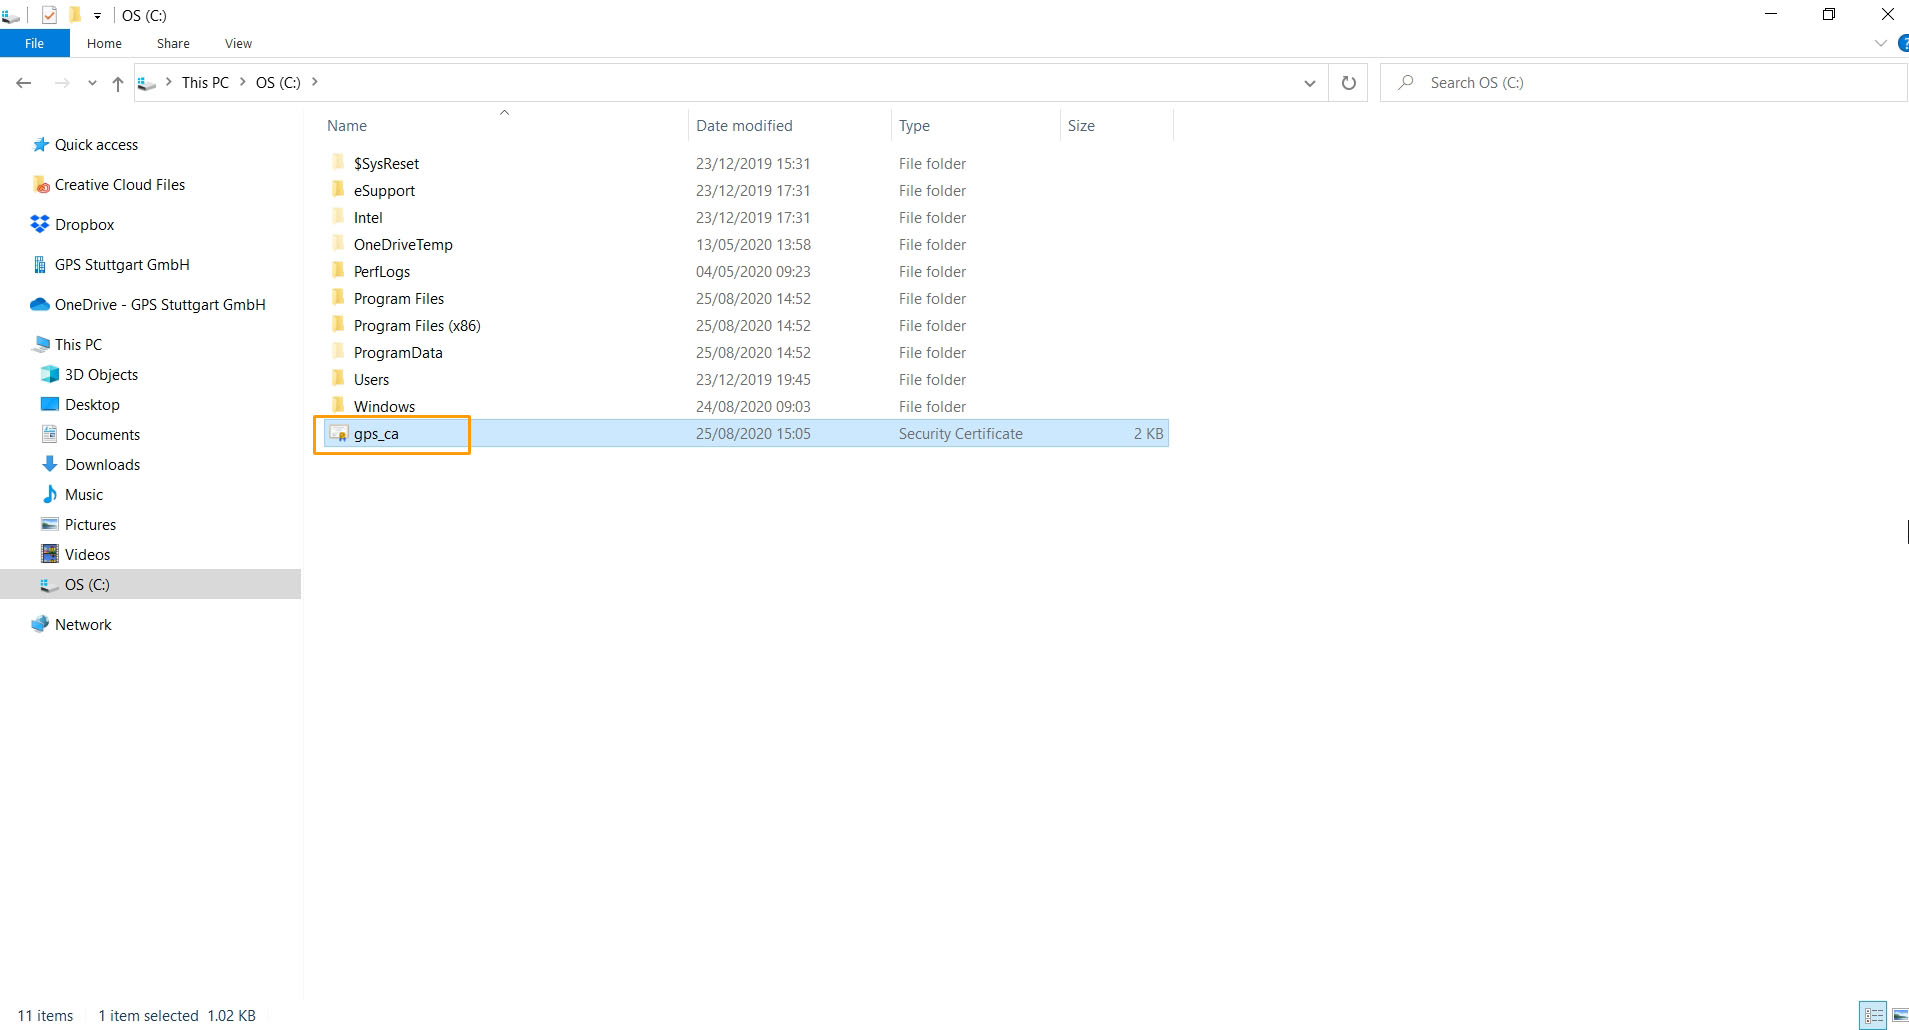 OS (C:)
File Home Share View
This PC OS (C:) Search OS (C:)
Name Date modified Type Size
Quick access
Creative Cloud Files
Dropbox
GPS Stuttgart GmbH
OneDrive - GPS Stuttgart GmbH
This PC
3D Objects
Desktop
Documents
Downloads
Music
Pictures
Videos
OS (C:)
Network
$SysReset 23/12/2019 15:31 File folder
eSupport 23/12/2019 17:31 File folder
Intel 23/12/2019 17:31 File folder
OneDriveTemp 13/05/2020 13:58 File folder
PerfLogs 04/05/2020 09:23 File folder
Program Files 25/08/2020 14:52 File folder
Program Files (x86) 25/08/2020 14:52 File folder
ProgramData 25/08/2020 14:52 File folder
Users 23/12/2019 19:45 File folder
Windows 24/08/2020 09:03 File folder
gps_ca 25/08/2020 15:05 Security Certificate 2 KB
11 items 1 item selected 1.02 KB